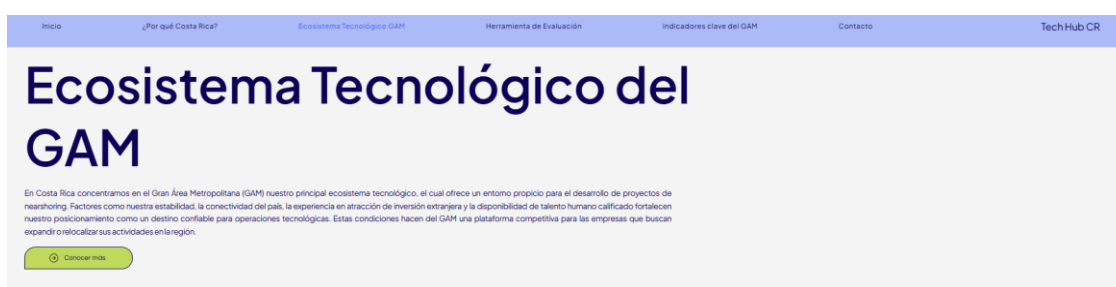 Inicio
¿Por qué Costa Rica?
Ecosistema Tecnológico GAM
Herramienta de Evaluación
Indicadores clave del GAM
Contacto
Tech Hub CR
Ecosistema Tecnológico del
GAM
En Costa Rica concentramos en el Gran Área Metropolitana (GAM) nuestro principal ecosistema tecnológico, el cual ofrece un entorno propicio para el desarrollo de proyectos de
nearshoring. Factores como nuestra estabilidad, la conectividad del país, la experiencia en atracción de inversión extranjera y la disponibilidad de talento humano calificado fortalecen
nuestro posicionamiento como un destino confiable para operaciones tecnológicas. Estas condiciones hacen del GAM una plataforma competitiva para las empresas que buscan
expandir o relocalizar sus actividades en la región.
Conocer más